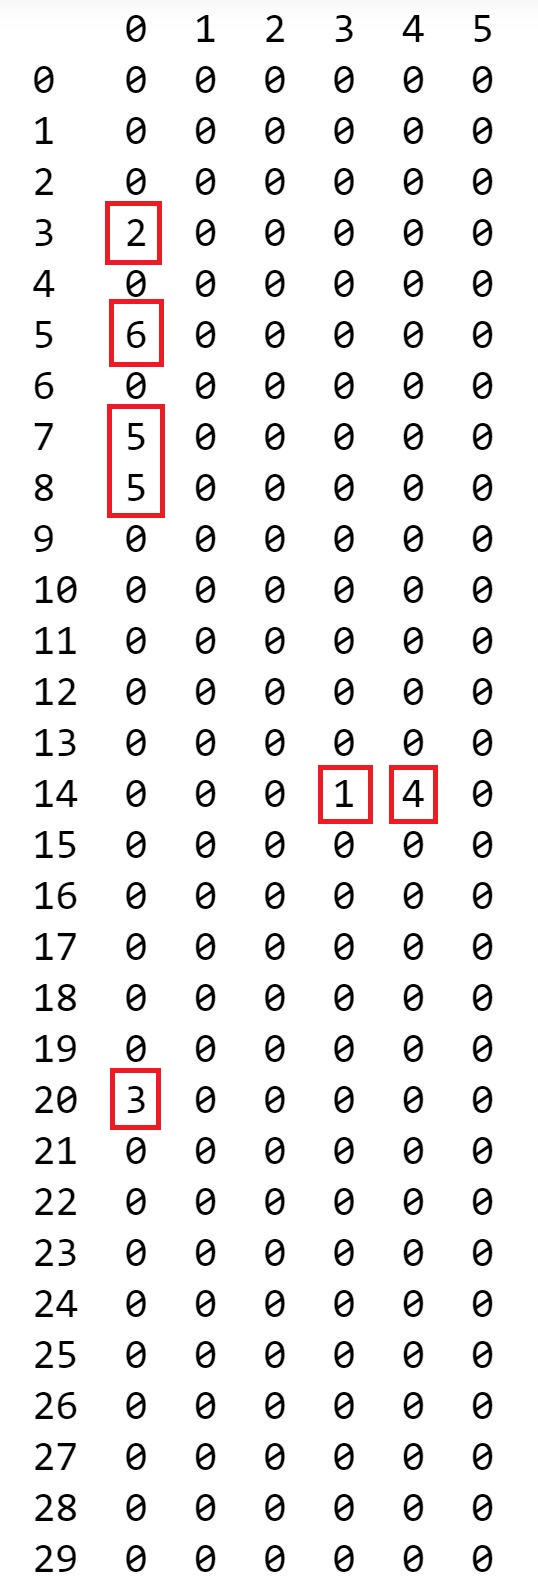 0 1 2 3 4 5
0 0 0 0 0 0 0
1 0 0 0 0 0 0
2 0 0 0 0 0 0
3 2 0 0 0 0 0
4 0 0 0 0 0 0
5 6 0 0 0 0 0
6 0 0 0 0 0 0
7 5 0 0 0 0 0
8 5 0 0 0 0 0
9 0 0 0 0 0 0
10 0 0 0 0 0 0
11 0 0 0 0 0 0
12 0 0 0 0 0 0
13 0 0 0 0 0 0
14 0 0 0 1 4 0
15 0 0 0 0 0 0
16 0 0 0 0 0 0
17 0 0 0 0 0 0
18 0 0 0 0 0 0
19 0 0 0 0 0 0
20 3 0 0 0 0 0
21 0 0 0 0 0 0
22 0 0 0 0 0 0
23 0 0 0 0 0 0
24 0 0 0 0 0 0
25 0 0 0 0 0 0
26 0 0 0 0 0 0
27 0 0 0 0 0 0
28 0 0 0 0 0 0
29 0 0 0 0 0 0